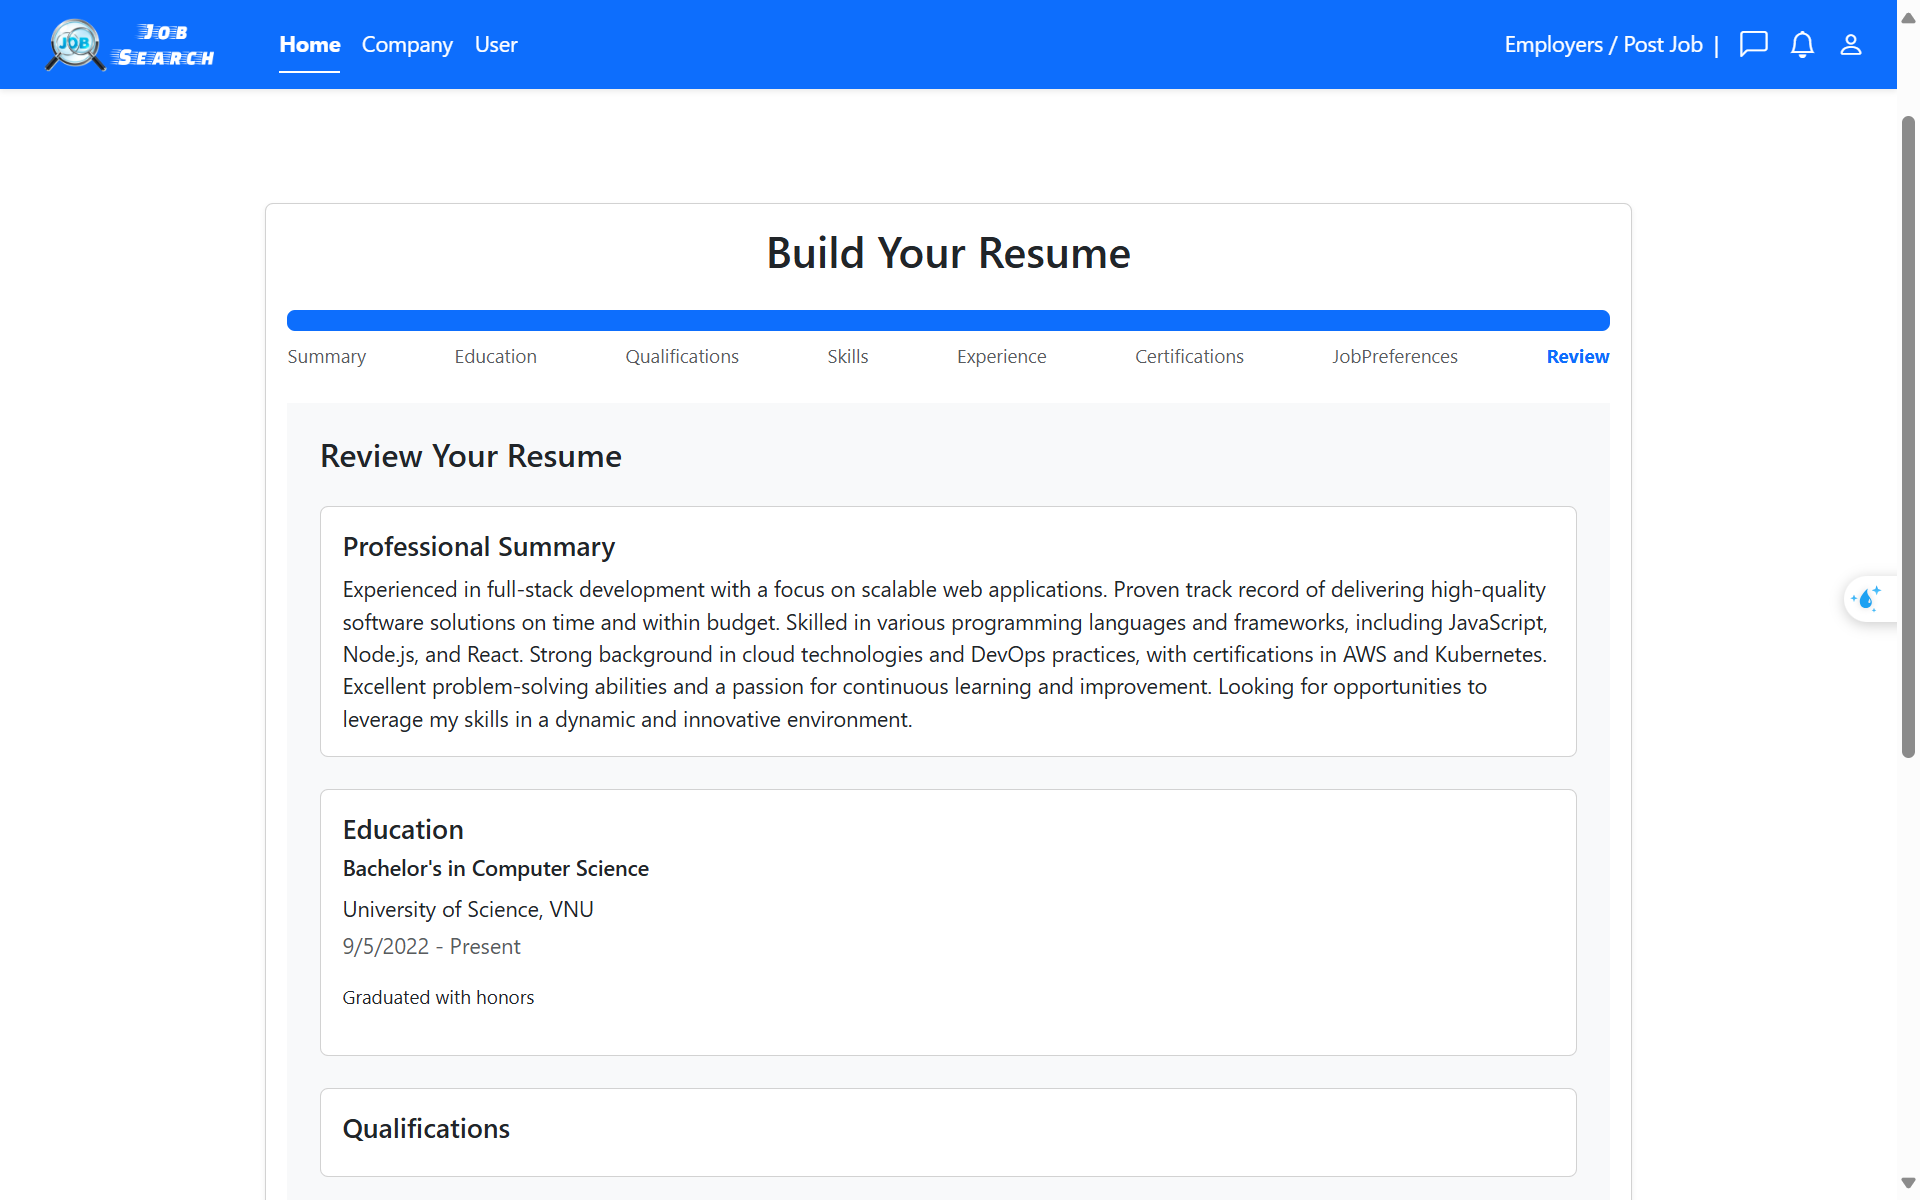 JOB
JOB
SEARCH
Home Company User
Employers / Post Job |
Build Your Resume
Summary Education Qualifications Skills Experience Certifications JobPreferences Review
Review Your Resume
Professional Summary
Experienced in full-stack development with a focus on scalable web applications. Proven track record of delivering high-quality
software solutions on time and within budget. Skilled in various programming languages and frameworks, including JavaScript,
Node.js, and React. Strong background in cloud technologies and DevOps practices, with certifications in AWS and Kubernetes.
Excellent problem-solving abilities and a passion for continuous learning and improvement. Looking for opportunities to
leverage my skills in a dynamic and innovative environment.
Education
Bachelor's in Computer Science
University of Science, VNU
9/5/2022 - Present
Graduated with honors
Qualifications